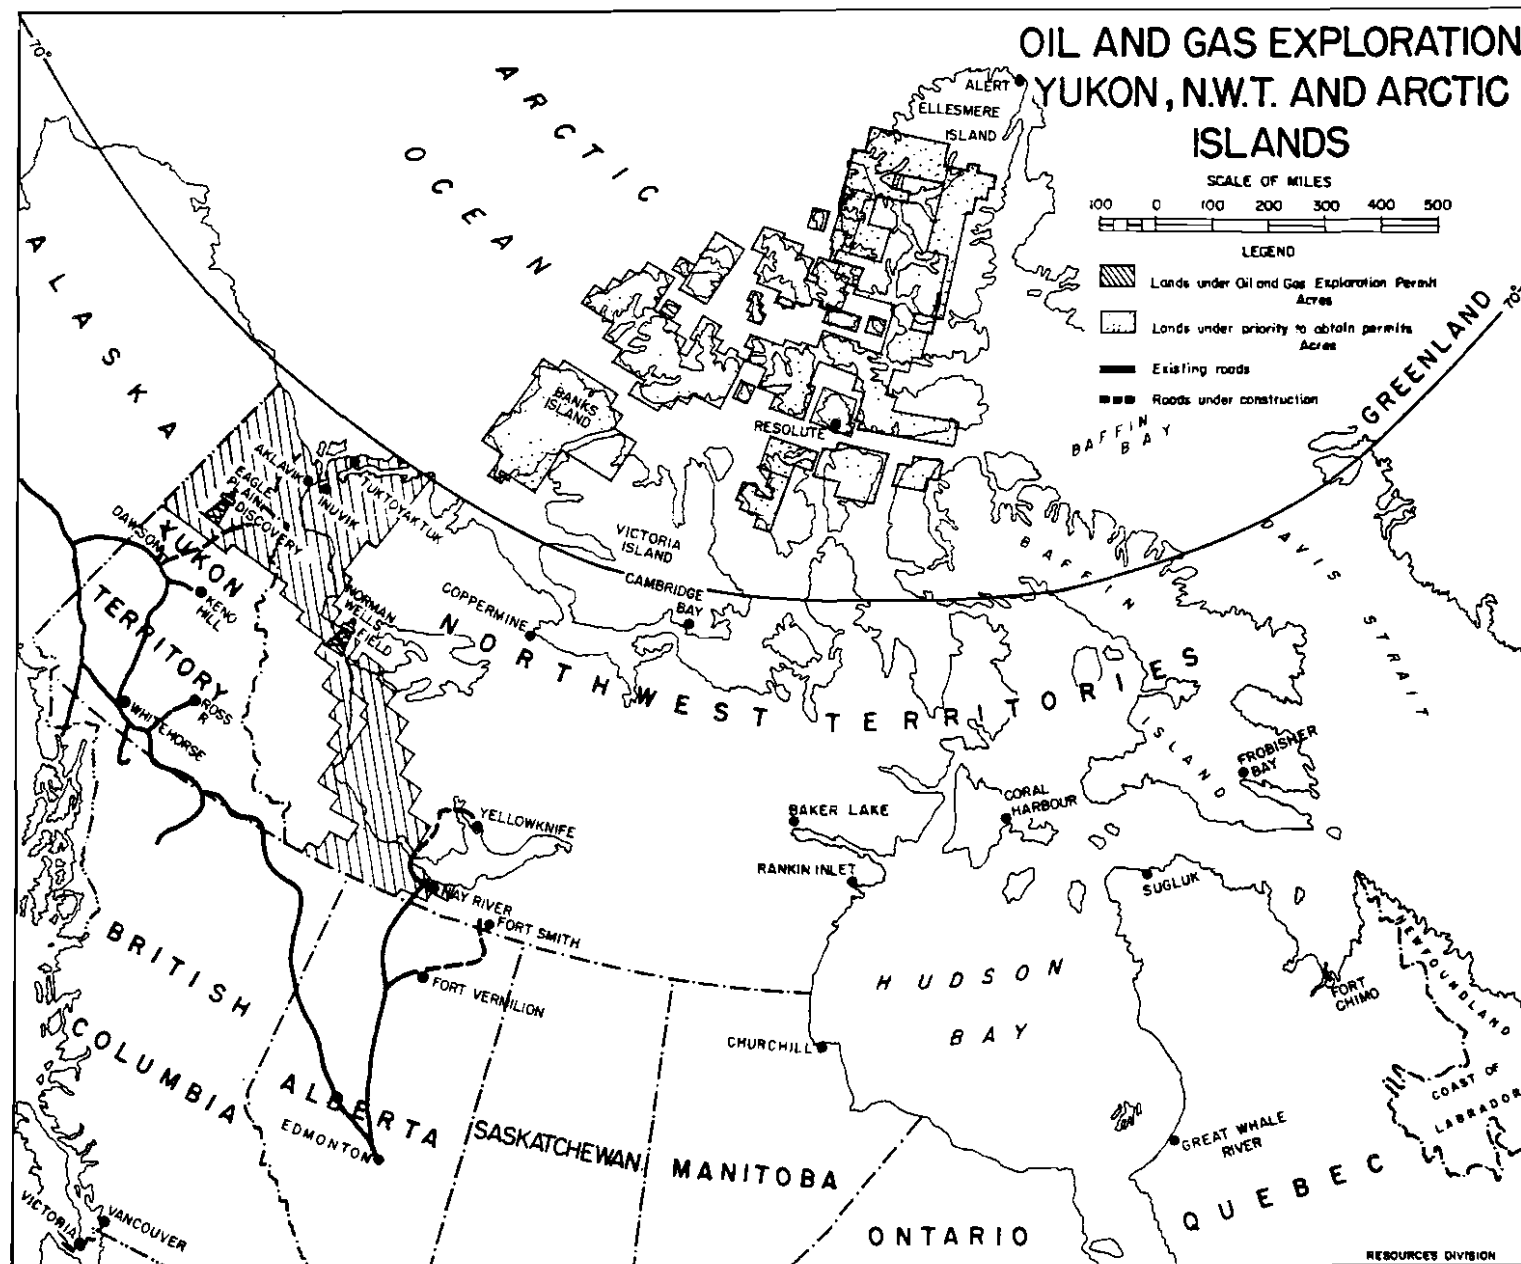 OIL AND GAS EXPLORATION
YUKON, N.W.T. AND ARCTIC
ISLANDS
SCALE OF MILES
100 0 100 200 300 400 500
LEGEND
Lands under Oil and Gas Exploration Permit
Acres
Lands under priority to obtain permits
Acres
Existing roads
Roads under construction
70°
70°
ARCTIC
OCEAN
ALASKA
ALERT
ELLESMERE
ISLAND
GREENLAND
BAFFIN
BAY
BANKS
ISLAND
RESOLUTE
AKLAVIK
INUVIK
TUKTOYAKTUK
EAGLE
PLAIN
DISCOVERY
DAWSON
YUKON
TERRITORY
KENO
HILL
WHITEHORSE
ROSS
R
NORMAN
WELLS
FIELD
COPPERMINE
VICTORIA
ISLAND
CAMBRIDGE
BAY
NORTHWEST TERRITORIES
BAFFIN
ISLAND
DAVIS STRAIT
FROBISHER
BAY
CORAL
HARBOUR
BAKER LAKE
RANKIN INLET
YELLOWKNIFE
HAY RIVER
FORT SMITH
FORT VERMILION
SUGLUK
HUDSON
BAY
CHURCHILL
FORT
CHIMO
NEWFOUNDLAND
COAST OF
LABRADOR
GREAT WHALE
RIVER
BRITISH
COLUMBIA
ALBERTA
EDMONTON
SASKATCHEWAN
MANITOBA
ONTARIO
QUEBEC
VICTORIA
VANCOUVER
RESOURCES DIVISION